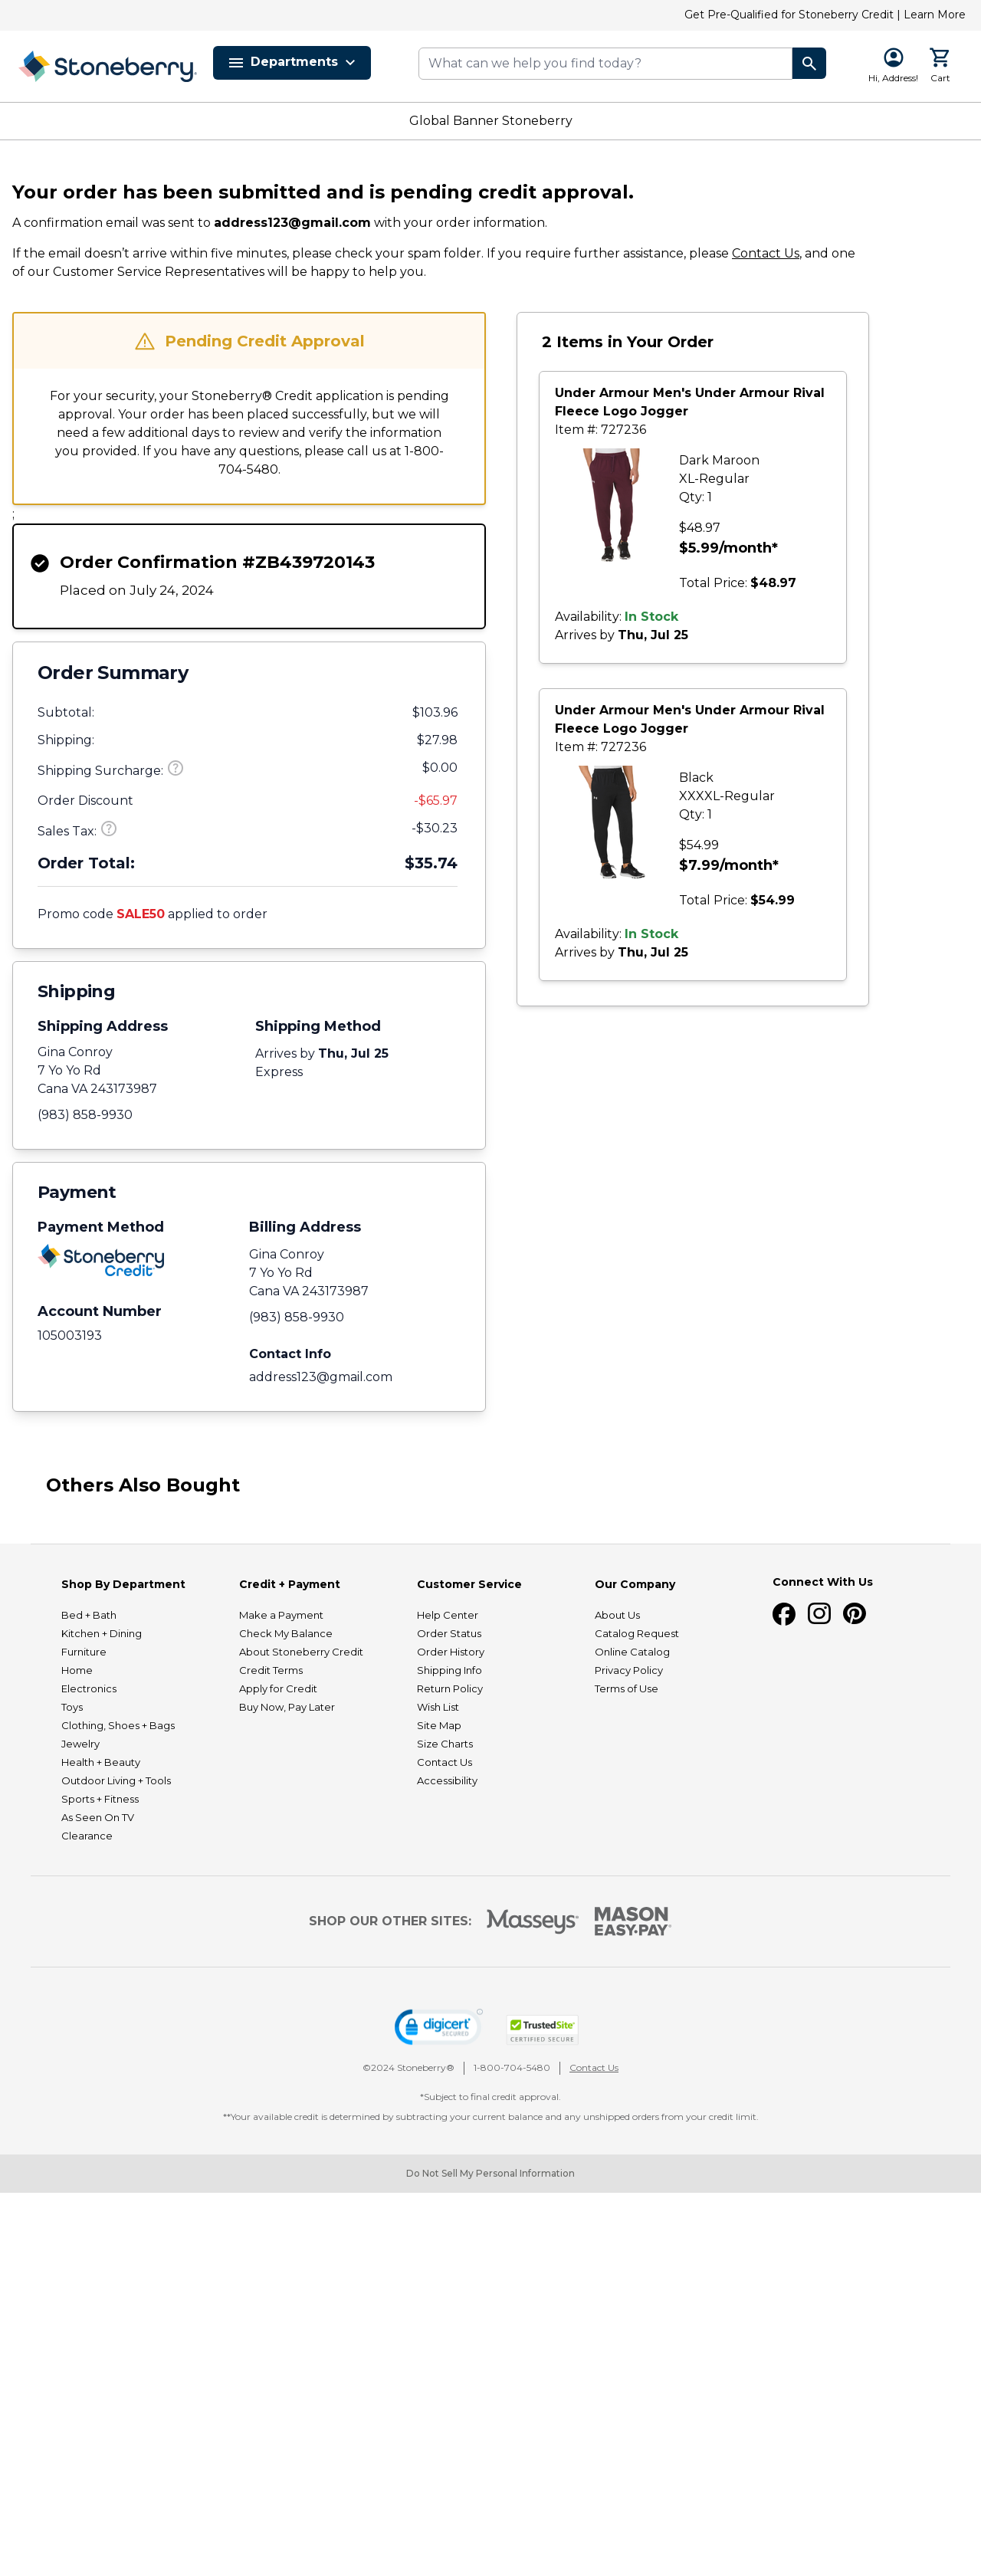 Get Pre-Qualified for Stoneberry Credit | Learn More
Stoneberry.
Departments
What can we help you find today?
Hi, Address!
Cart
Global Banner Stoneberry
Your order has been submitted and is pending credit approval.
A confirmation email was sent to address123@gmail.com with your order information.
If the email doesn’t arrive within five minutes, please check your spam folder. If you require further assistance, please Contact Us, and one
of our Customer Service Representatives will be happy to help you.
Pending Credit Approval
For your security, your Stoneberry® Credit application is pending
approval. Your order has been placed successfully, but we will
need a few additional days to review and verify the information
you provided. If you have any questions, please call us at 1-800-
704-5480.
;
Order Confirmation #ZB439720143
Placed on July 24, 2024
Order Summary
Subtotal: $103.96
Shipping: $27.98
Shipping Surcharge: ? $0.00
Order Discount -$65.97
Sales Tax: ? -$30.23
Order Total: $35.74
Promo code SALE50 applied to order
Shipping
Shipping Address
Gina Conroy
7 Yo Yo Rd
Cana VA 243173987
(983) 858-9930
Shipping Method
Arrives by Thu, Jul 25
Express
Payment
Payment Method
Stoneberry
Credit
Account Number
105003193
Billing Address
Gina Conroy
7 Yo Yo Rd
Cana VA 243173987
(983) 858-9930
Contact Info
address123@gmail.com
2 Items in Your Order
Under Armour Men's Under Armour Rival
Fleece Logo Jogger
Item #: 727236
Dark Maroon
XL-Regular
Qty: 1
$48.97
$5.99/month*
Total Price: $48.97
Availability: In Stock
Arrives by Thu, Jul 25
Under Armour Men's Under Armour Rival
Fleece Logo Jogger
Item #: 727236
Black
XXXXL-Regular
Qty: 1
$54.99
$7.99/month*
Total Price: $54.99
Availability: In Stock
Arrives by Thu, Jul 25
Others Also Bought
Shop By Department
Bed + Bath
Kitchen + Dining
Furniture
Home
Electronics
Toys
Clothing, Shoes + Bags
Jewelry
Health + Beauty
Outdoor Living + Tools
Sports + Fitness
As Seen On TV
Clearance
Credit + Payment
Make a Payment
Check My Balance
About Stoneberry Credit
Credit Terms
Apply for Credit
Buy Now, Pay Later
Customer Service
Help Center
Order Status
Order History
Shipping Info
Return Policy
Wish List
Site Map
Size Charts
Contact Us
Accessibility
Our Company
About Us
Catalog Request
Online Catalog
Privacy Policy
Terms of Use
Connect With Us
SHOP OUR OTHER SITES:
Masseys
MASON
EASY•PAY
digicert
SECURED
TrustedSite
CERTIFIED SECURE
©2024 Stoneberry® | 1-800-704-5480 | Contact Us
*Subject to final credit approval.
**Your available credit is determined by subtracting your current balance and any unshipped orders from your credit limit.
Do Not Sell My Personal Information